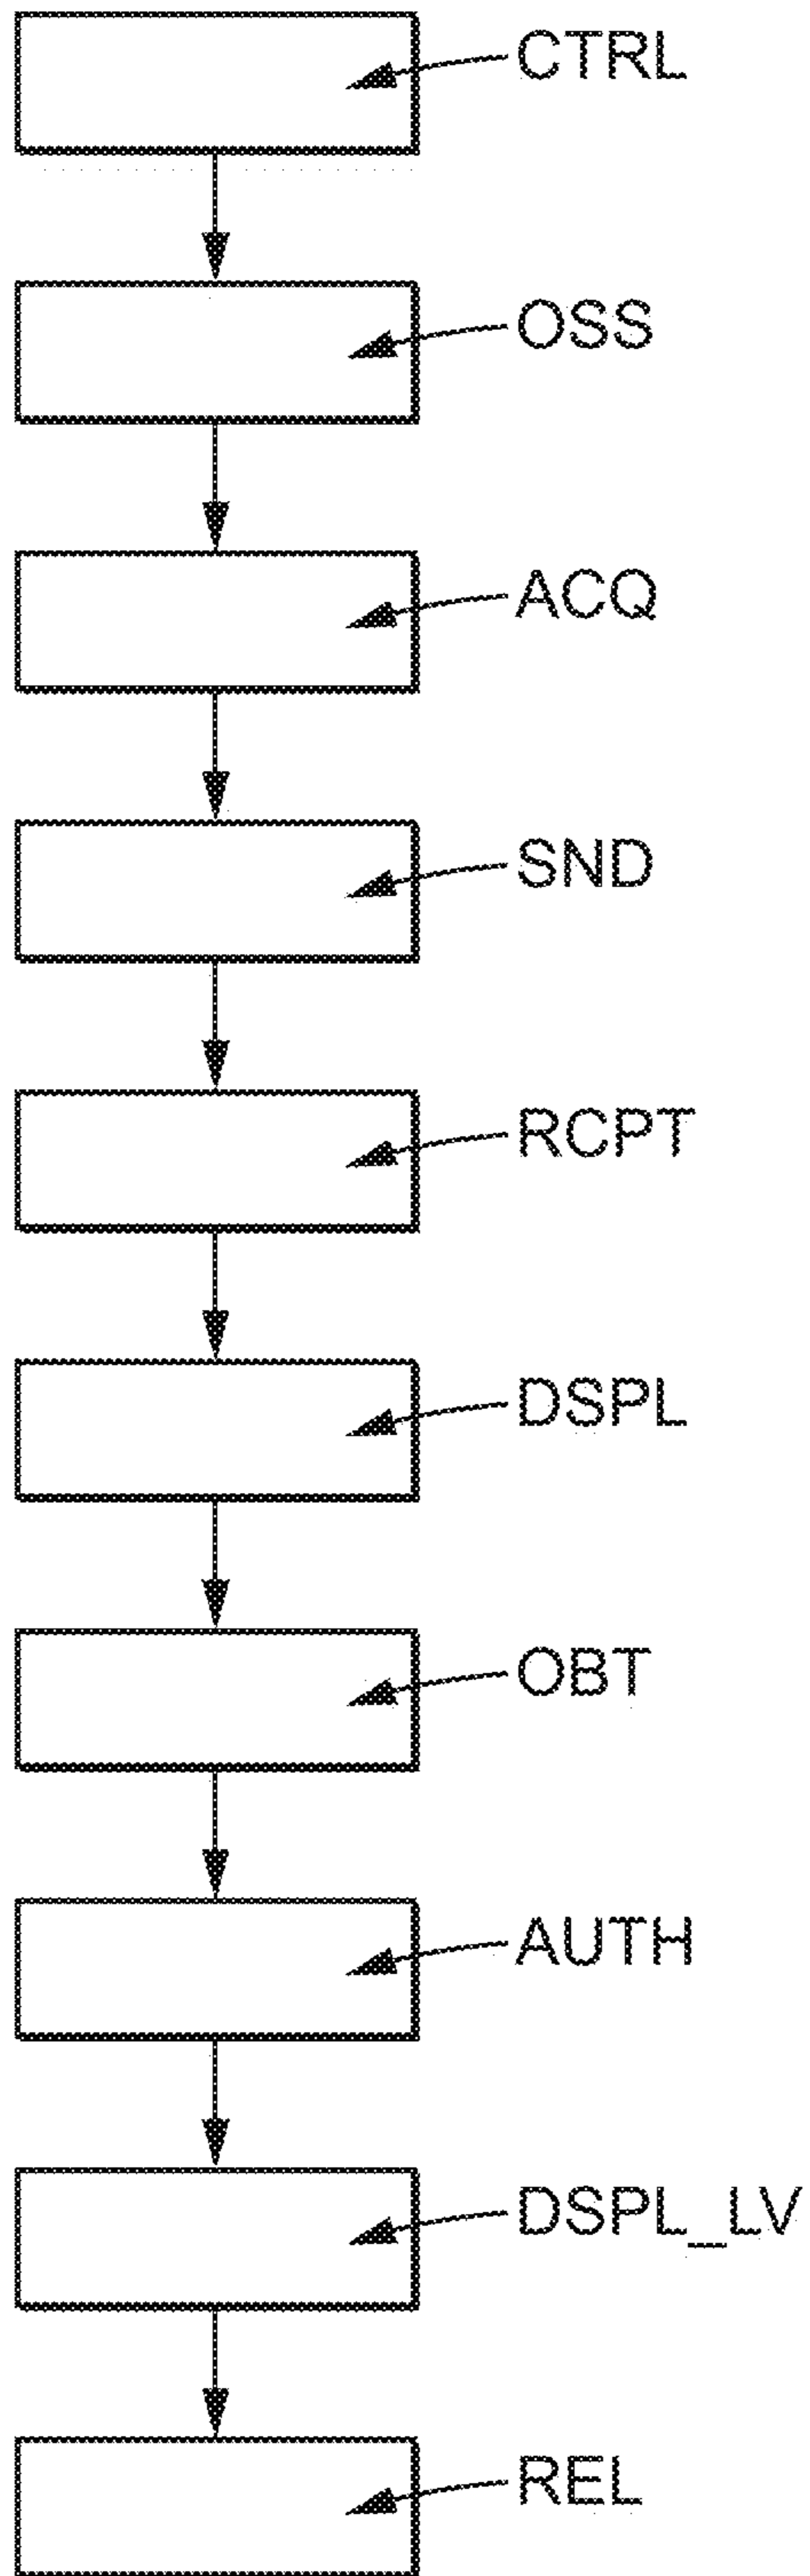 CTRL
OSS
ACQ
SND
RCPT
DSPL
OBT
AUTH
DSPL_LV
REL